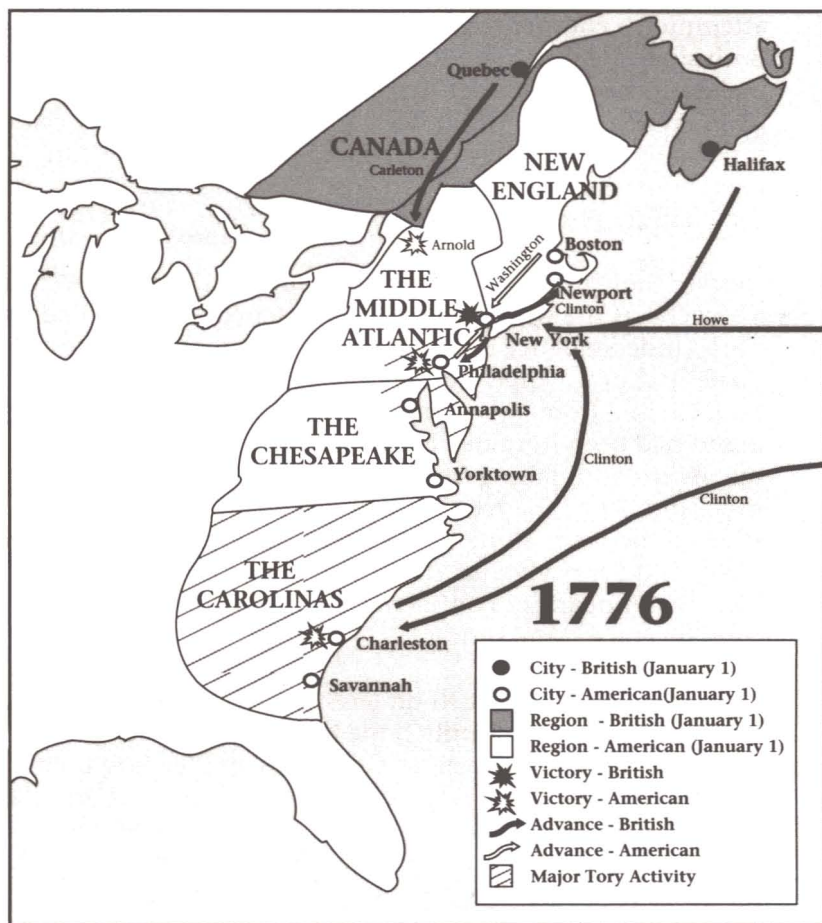 Quebec
CANADA
Carleton
NEW
ENGLAND
Halifax
Arnold
Washington
Boston
Newport
Clinton
THE
MIDDLE
ATLANTIC
New York
Howe
Philadelphia
Annapolis
THE
CHESAPEAKE
Yorktown
Clinton
Clinton
THE
CAROLINAS
Charleston
Savannah
1776
City - British (January 1)
City - American(January 1)
Region - British (January 1)
Region - American (January 1)
Victory - British
Victory - American
Advance - British
Advance - American
Major Tory Activity